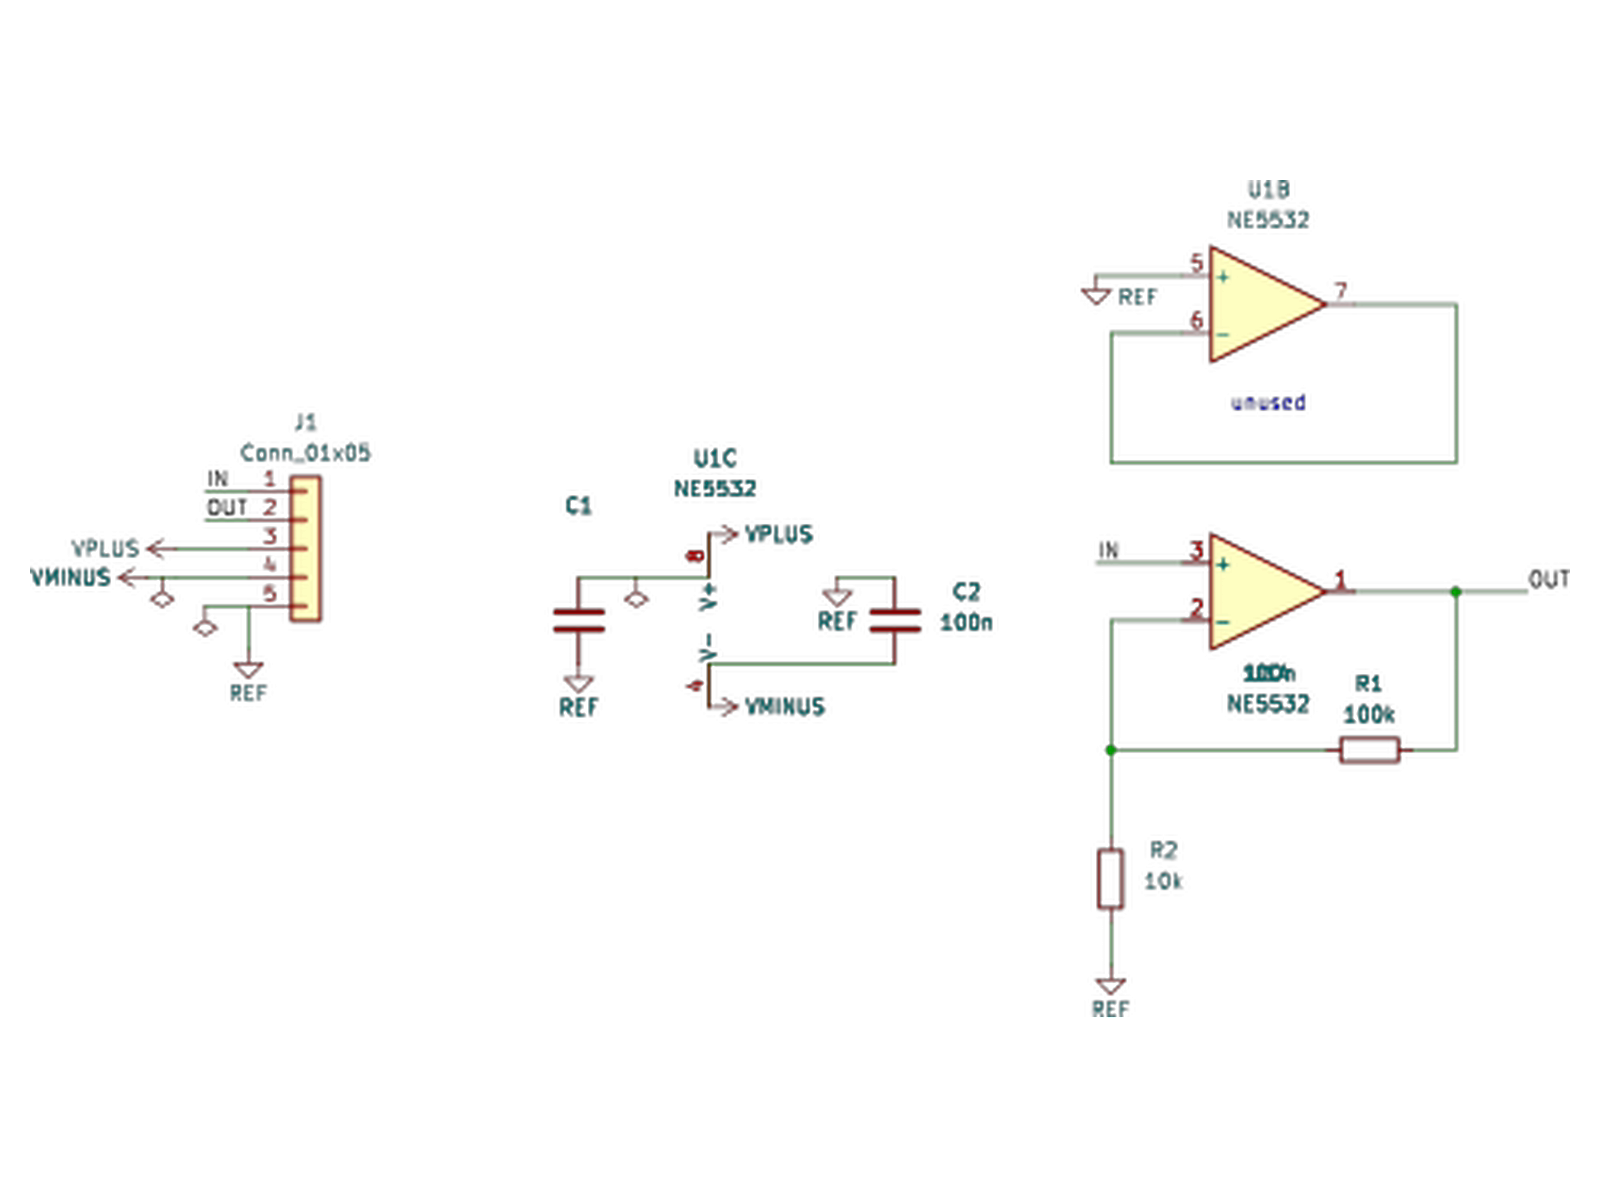 J1
Conn_01x05
IN 1
OUT 2
VPLUS 3
VMINUS 4
5
REF
C1
REF
U1C
NE5532
8
VPLUS
V+
V-
4
VMINUS
REF
C2
100n
U1B
NE5532
5
+
REF
6
-
7
unused
IN
3
+
2
-
1
OUT
NE5532
R1
100k
R2
10k
REF